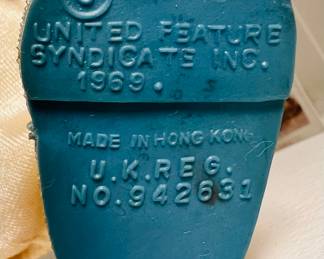 ©
UNITED FEATURE
SYNDICATE INC.
1969.
MADE IN HONG KONG
U.K.REG.
NO.942631